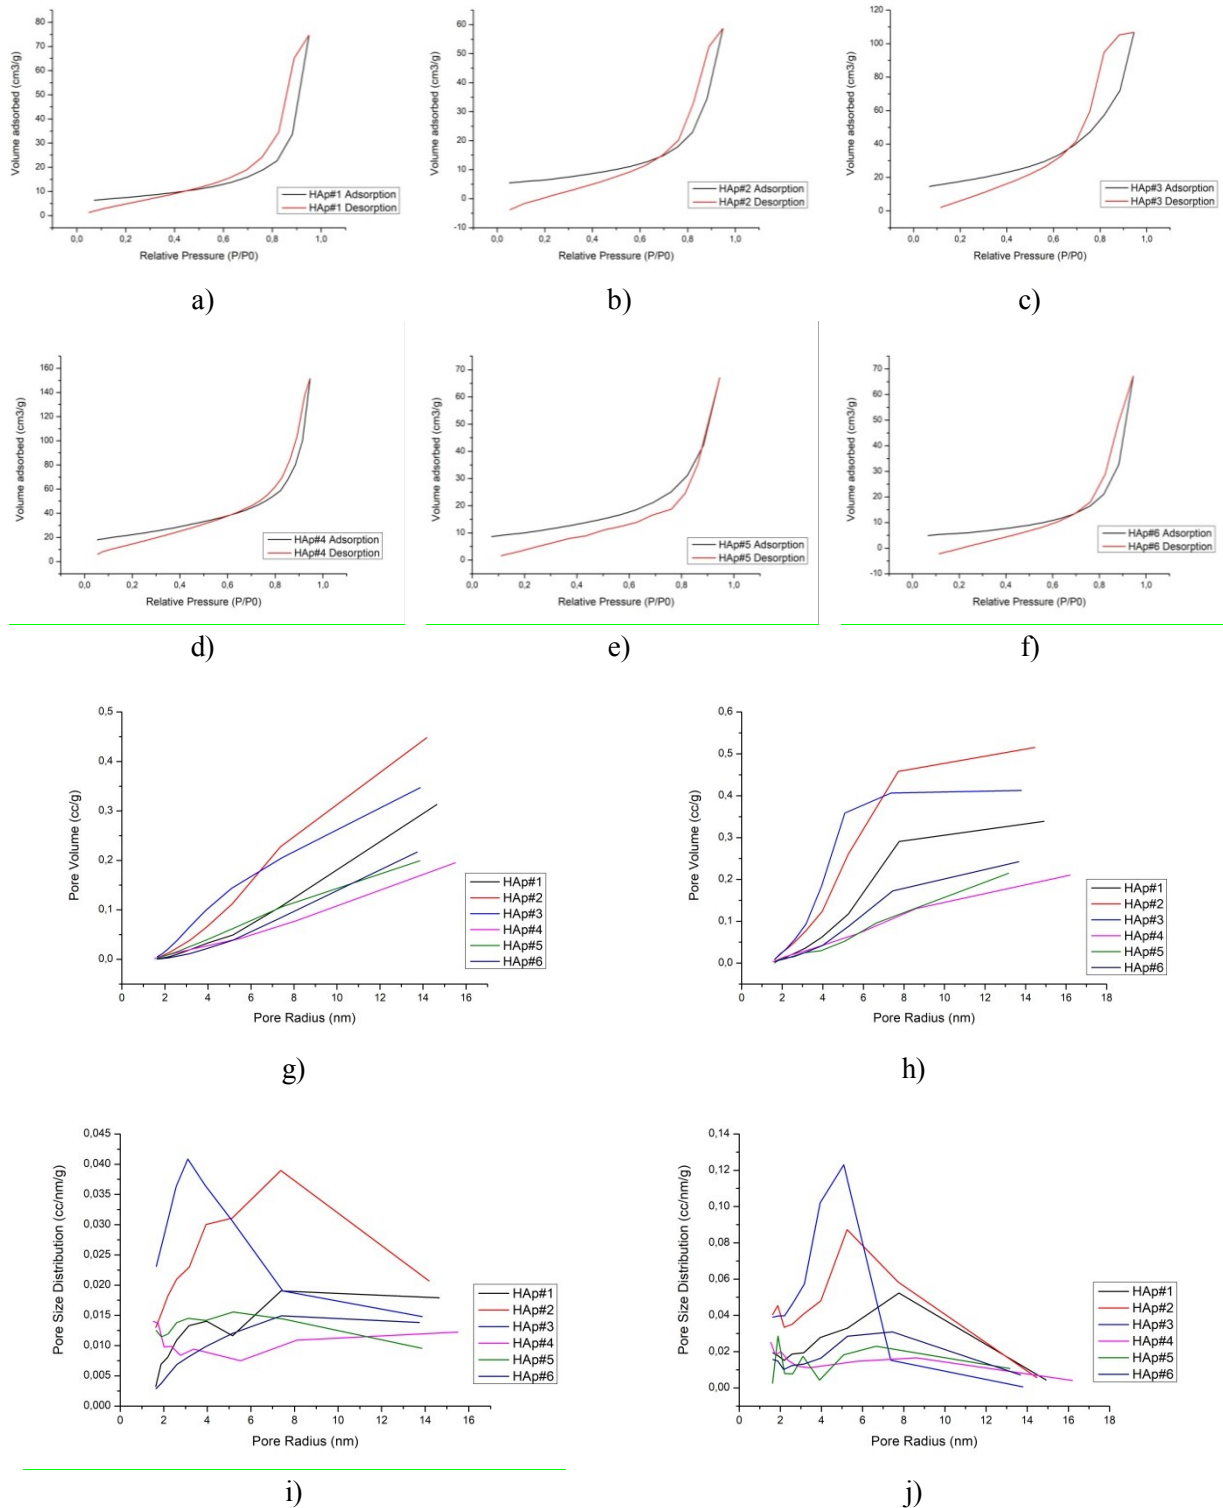 Volume adsorbed (cm3/g)
80
70
60
50
40
30
20
10
0
0,0 0,2 0,4 0,6 0,8 1,0
Relative Pressure (P/P0)
HAp#1 Adsorption
HAp#1 Desorption
a)
Volume adsorbed (cm3/g)
60
50
40
30
20
10
0
-10
0,0 0,2 0,4 0,6 0,8 1,0
Relative Pressure (P/P0)
HAp#2 Adsorption
HAp#2 Desorption
b)
Volume adsorbed (cm3/g)
120
100
80
60
40
20
0
0,0 0,2 0,4 0,6 0,8 1,0
Relative Pressure (P/P0)
HAp#3 Adsorption
HAp#3 Desorption
c)
Volume adsorbed (cm3/g)
160
140
120
100
80
60
40
20
0
0,0 0,2 0,4 0,6 0,8 1,0
Relative Pressure (P/P0)
HAp#4 Adsorption
HAp#4 Desorption
d)
Volume adsorbed (cm3/g)
70
60
50
40
30
20
10
0
0,0 0,2 0,4 0,6 0,8 1,0
Relative Pressure (P/P0)
HAp#5 Adsorption
HAp#5 Desorption
e)
Volume adsorbed (cm3/g)
70
60
50
40
30
20
10
0
-10
0,0 0,2 0,4 0,6 0,8 1,0
Relative Pressure (P/P0)
HAp#6 Adsorption
HAp#6 Desorption
f)
Pore Volume (cc/g)
0,5
0,4
0,3
0,2
0,1
0,0
0 2 4 6 8 10 12 14 16
Pore Radius (nm)
HAp#1
HAp#2
HAp#3
HAp#4
HAp#5
HAp#6
g)
Pore Volume (cc/g)
0,6
0,5
0,4
0,3
0,2
0,1
0,0
0 2 4 6 8 10 12 14 16 18
Pore Radius (nm)
HAp#1
HAp#2
HAp#3
HAp#4
HAp#5
HAp#6
h)
Pore Size Distribution (cc/nm/g)
0,045
0,040
0,035
0,030
0,025
0,020
0,015
0,010
0,005
0,000
0 2 4 6 8 10 12 14 16
Pore Radius (nm)
HAp#1
HAp#2
HAp#3
HAp#4
HAp#5
HAp#6
i)
Pore Size Distribution (cc/nm/g)
0,14
0,12
0,10
0,08
0,06
0,04
0,02
0,00
0 2 4 6 8 10 12 14 16 18
Pore Radius (nm)
HAp#1
HAp#2
HAp#3
HAp#4
HAp#5
HAp#6
j)